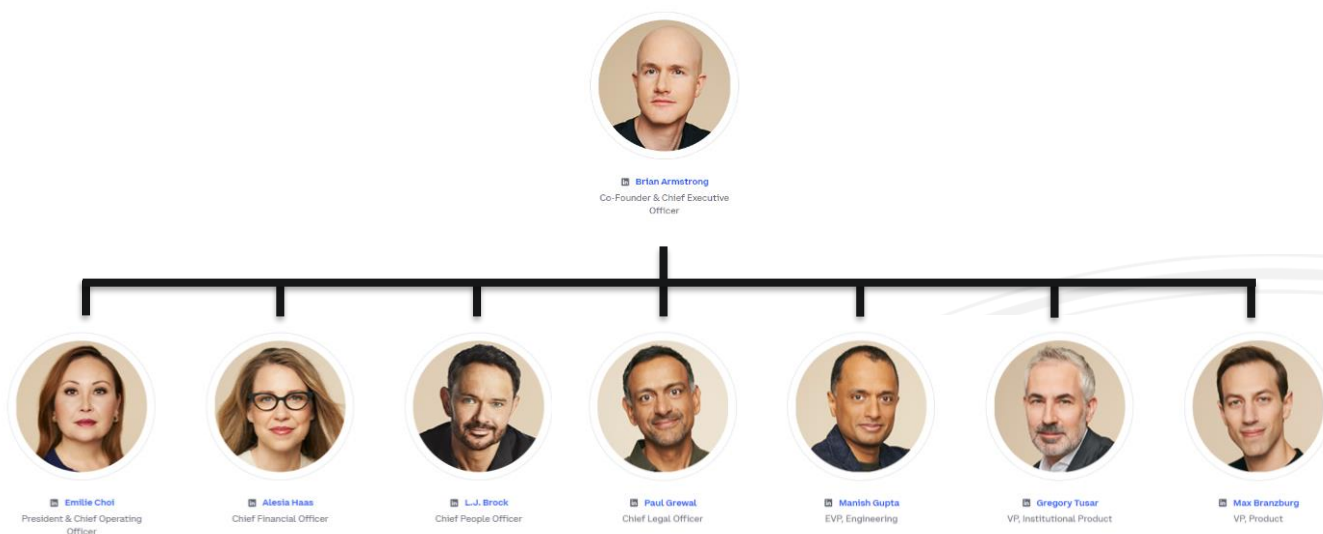 Brian Armstrong
Co-Founder & Chief Executive
Officer
Emilie Choi
President & Chief Operating
Officer
Alesia Haas
Chief Financial Officer
L.J. Brock
Chief People Officer
Paul Grewal
Chief Legal Officer
Manish Gupta
EVP, Engineering
Gregory Tusar
VP, Institutional Product
Max Branzburg
VP, Product